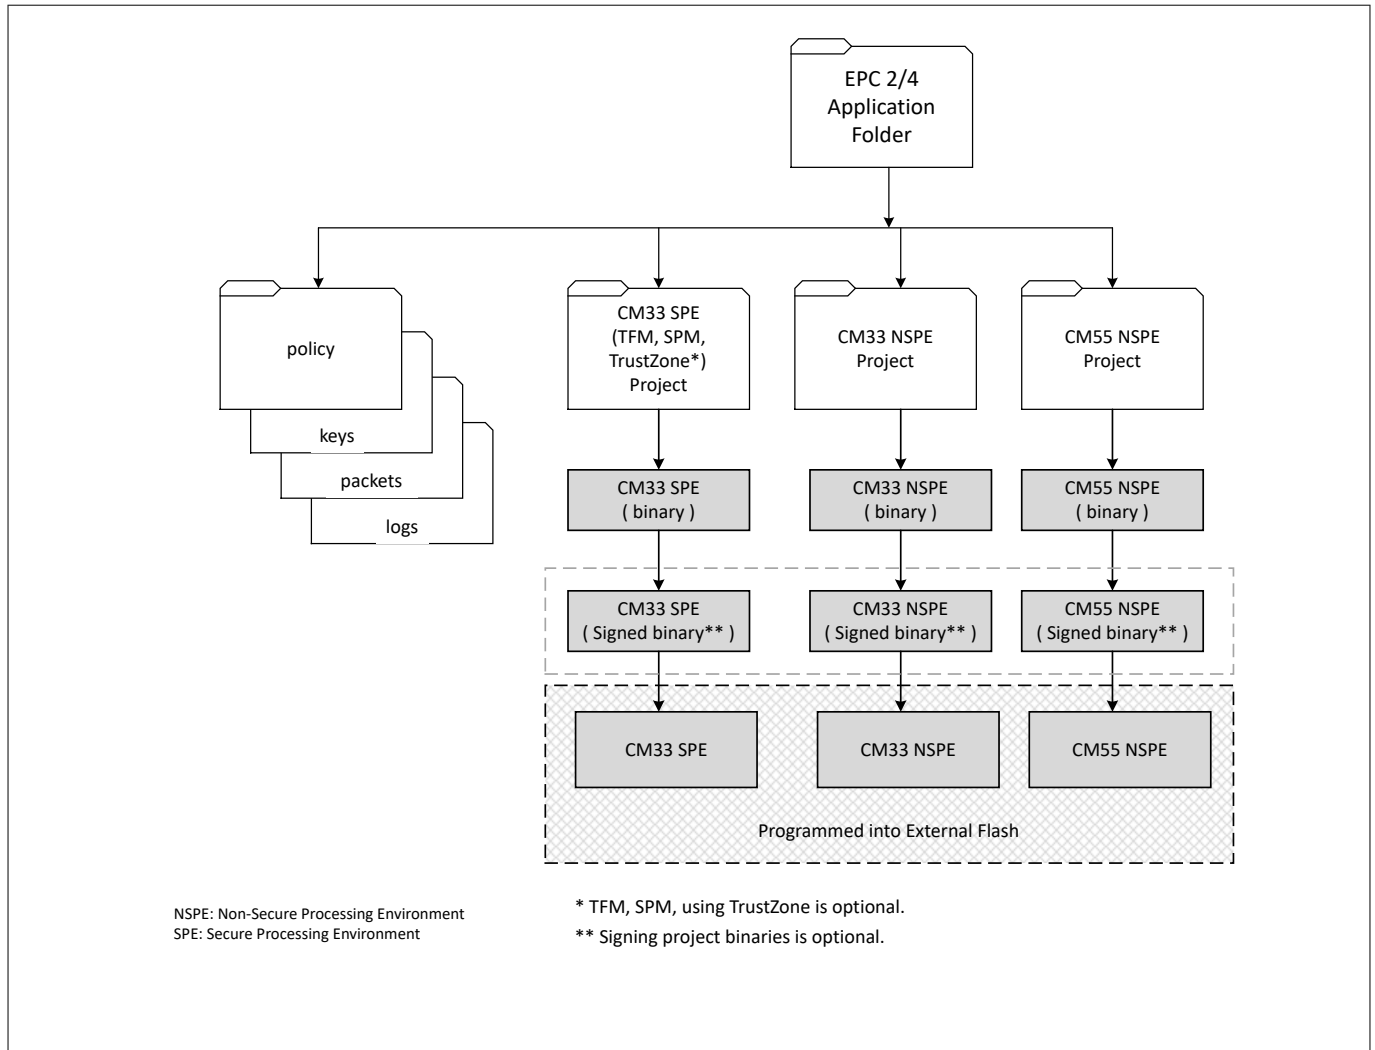 EPC 2/4
Application
Folder
policy
keys
packets
logs
CM33 SPE
(TFM, SPM,
TrustZone*)
Project
CM33 NSPE
Project
CM55 NSPE
Project
CM33 SPE
( binary )
CM33 NSPE
( binary )
CM55 NSPE
( binary )
CM33 SPE
( Signed binary** )
CM33 NSPE
( Signed binary** )
CM55 NSPE
( Signed binary** )
CM33 SPE
CM33 NSPE
CM55 NSPE
Programmed into External Flash
NSPE: Non-Secure Processing Environment
SPE: Secure Processing Environment
* TFM, SPM, using TrustZone is optional.
** Signing project binaries is optional.